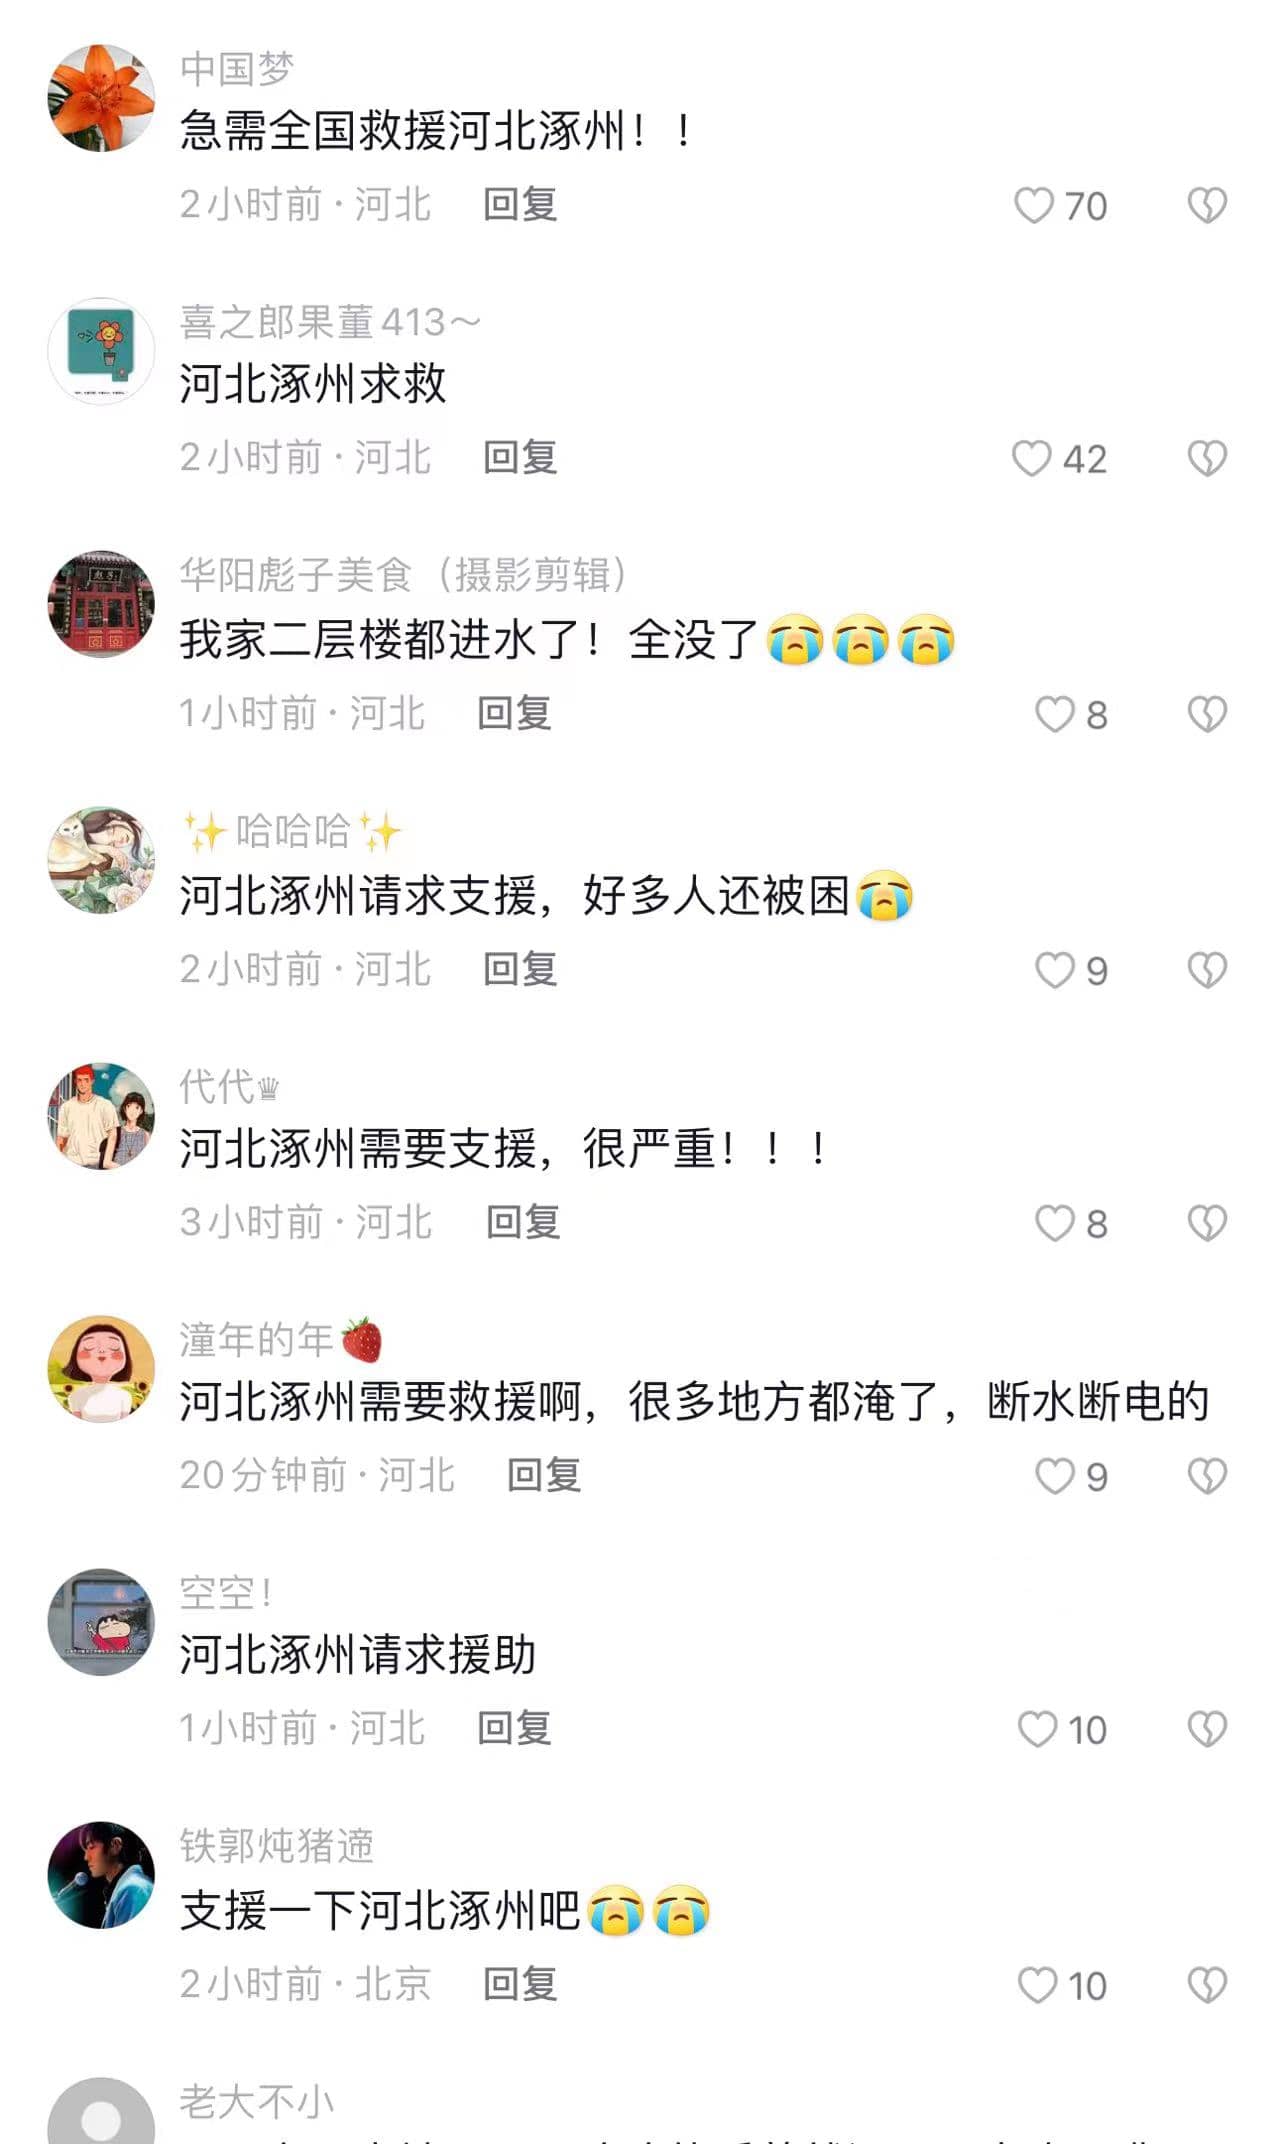 中国梦
急需全国救援河北涿州！！
2小时前·河北 回复 70
喜之郎果董413～
河北涿州求救
2小时前·河北 回复 42
华阳彪子美食（摄影剪辑）
我家二层楼都进水了！全没了😭😭😭
1小时前·河北 回复 8
✨哈哈哈✨
河北涿州请求支援，好多人还被困😭
2小时前·河北 回复 9
代代♛
河北涿州需要支援，很严重！！！
3小时前·河北 回复 8
潼年的年🍓
河北涿州需要救援啊，很多地方都淹了，断水断电的
20分钟前·河北 回复 9
空空！
河北涿州请求援助
1小时前·河北 回复 10
铁郭炖猪適
支援一下河北涿州吧😭😭
2小时前·北京 回复 10
老大不小